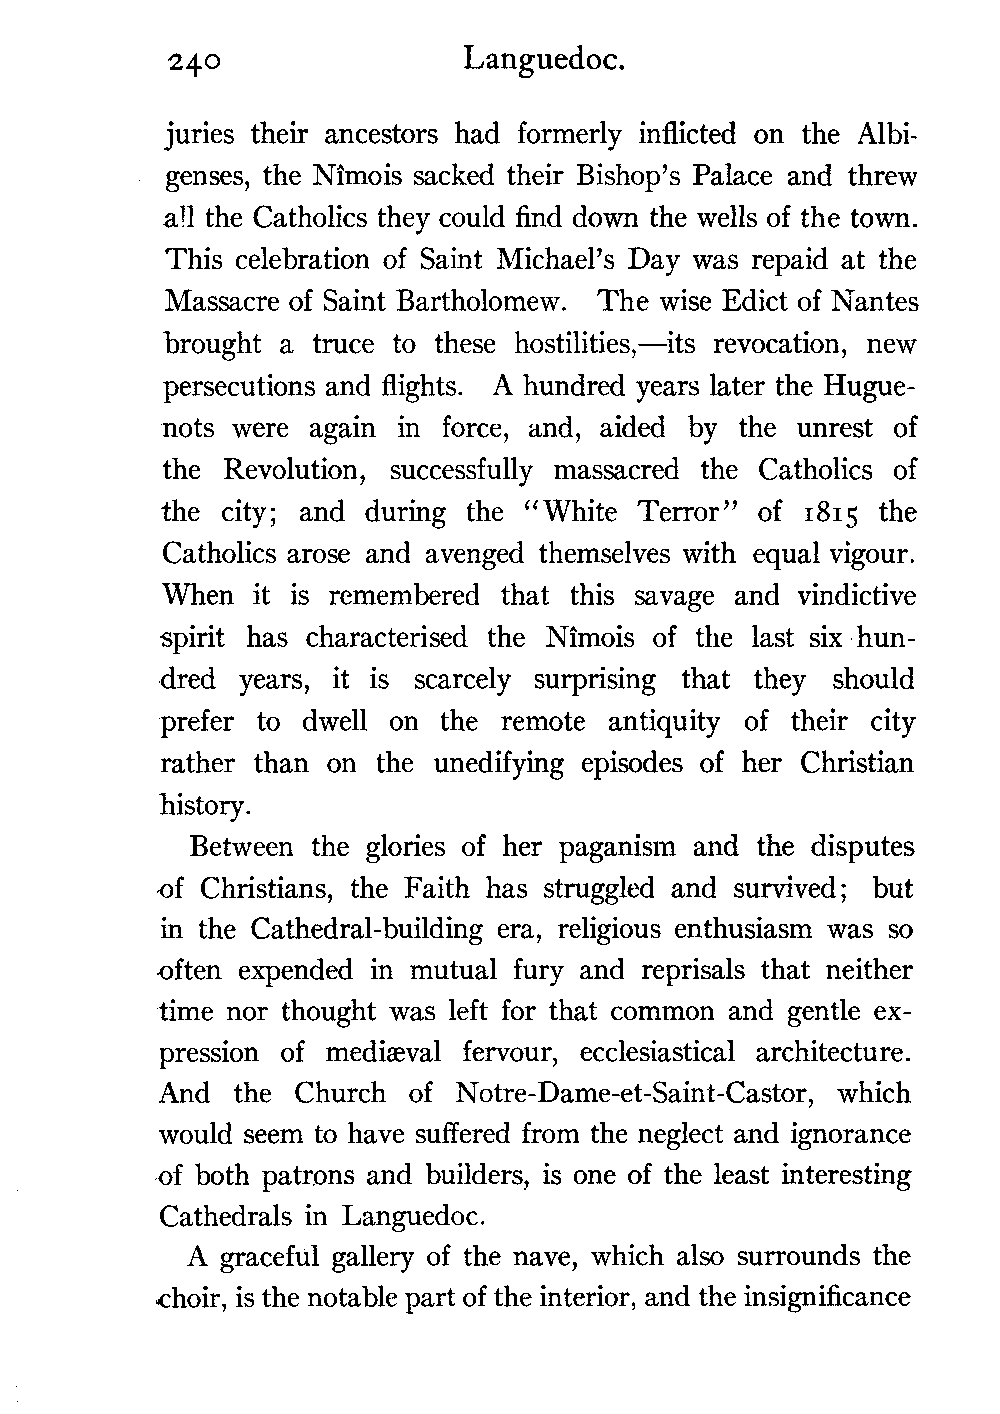 240 Languedoc.
juries their ancestors had formerly inflicted on the Albi-
genses, the Nîmois sacked their Bishop's Palace and threw
all the Catholics they could find down the wells of the town.
This celebration of Saint Michael's Day was repaid at the
Massacre of Saint Bartholomew. The wise Edict of Nantes
brought a truce to these hostilities,—its revocation, new
persecutions and flights. A hundred years later the Hugue-
nots were again in force, and, aided by the unrest of
the Revolution, successfully massacred the Catholics of
the city; and during the "White Terror" of 1815 the
Catholics arose and avenged themselves with equal vigour.
When it is remembered that this savage and vindictive
spirit has characterised the Nîmois of the last six hun-
dred years, it is scarcely surprising that they should
prefer to dwell on the remote antiquity of their city
rather than on the unedifying episodes of her Christian
history.
Between the glories of her paganism and the disputes
of Christians, the Faith has struggled and survived; but
in the Cathedral-building era, religious enthusiasm was so
often expended in mutual fury and reprisals that neither
time nor thought was left for that common and gentle ex-
pression of mediæval fervour, ecclesiastical architecture.
And the Church of Notre-Dame-et-Saint-Castor, which
would seem to have suffered from the neglect and ignorance
of both patrons and builders, is one of the least interesting
Cathedrals in Languedoc.
A graceful gallery of the nave, which also surrounds the
choir, is the notable part of the interior, and the insignificance